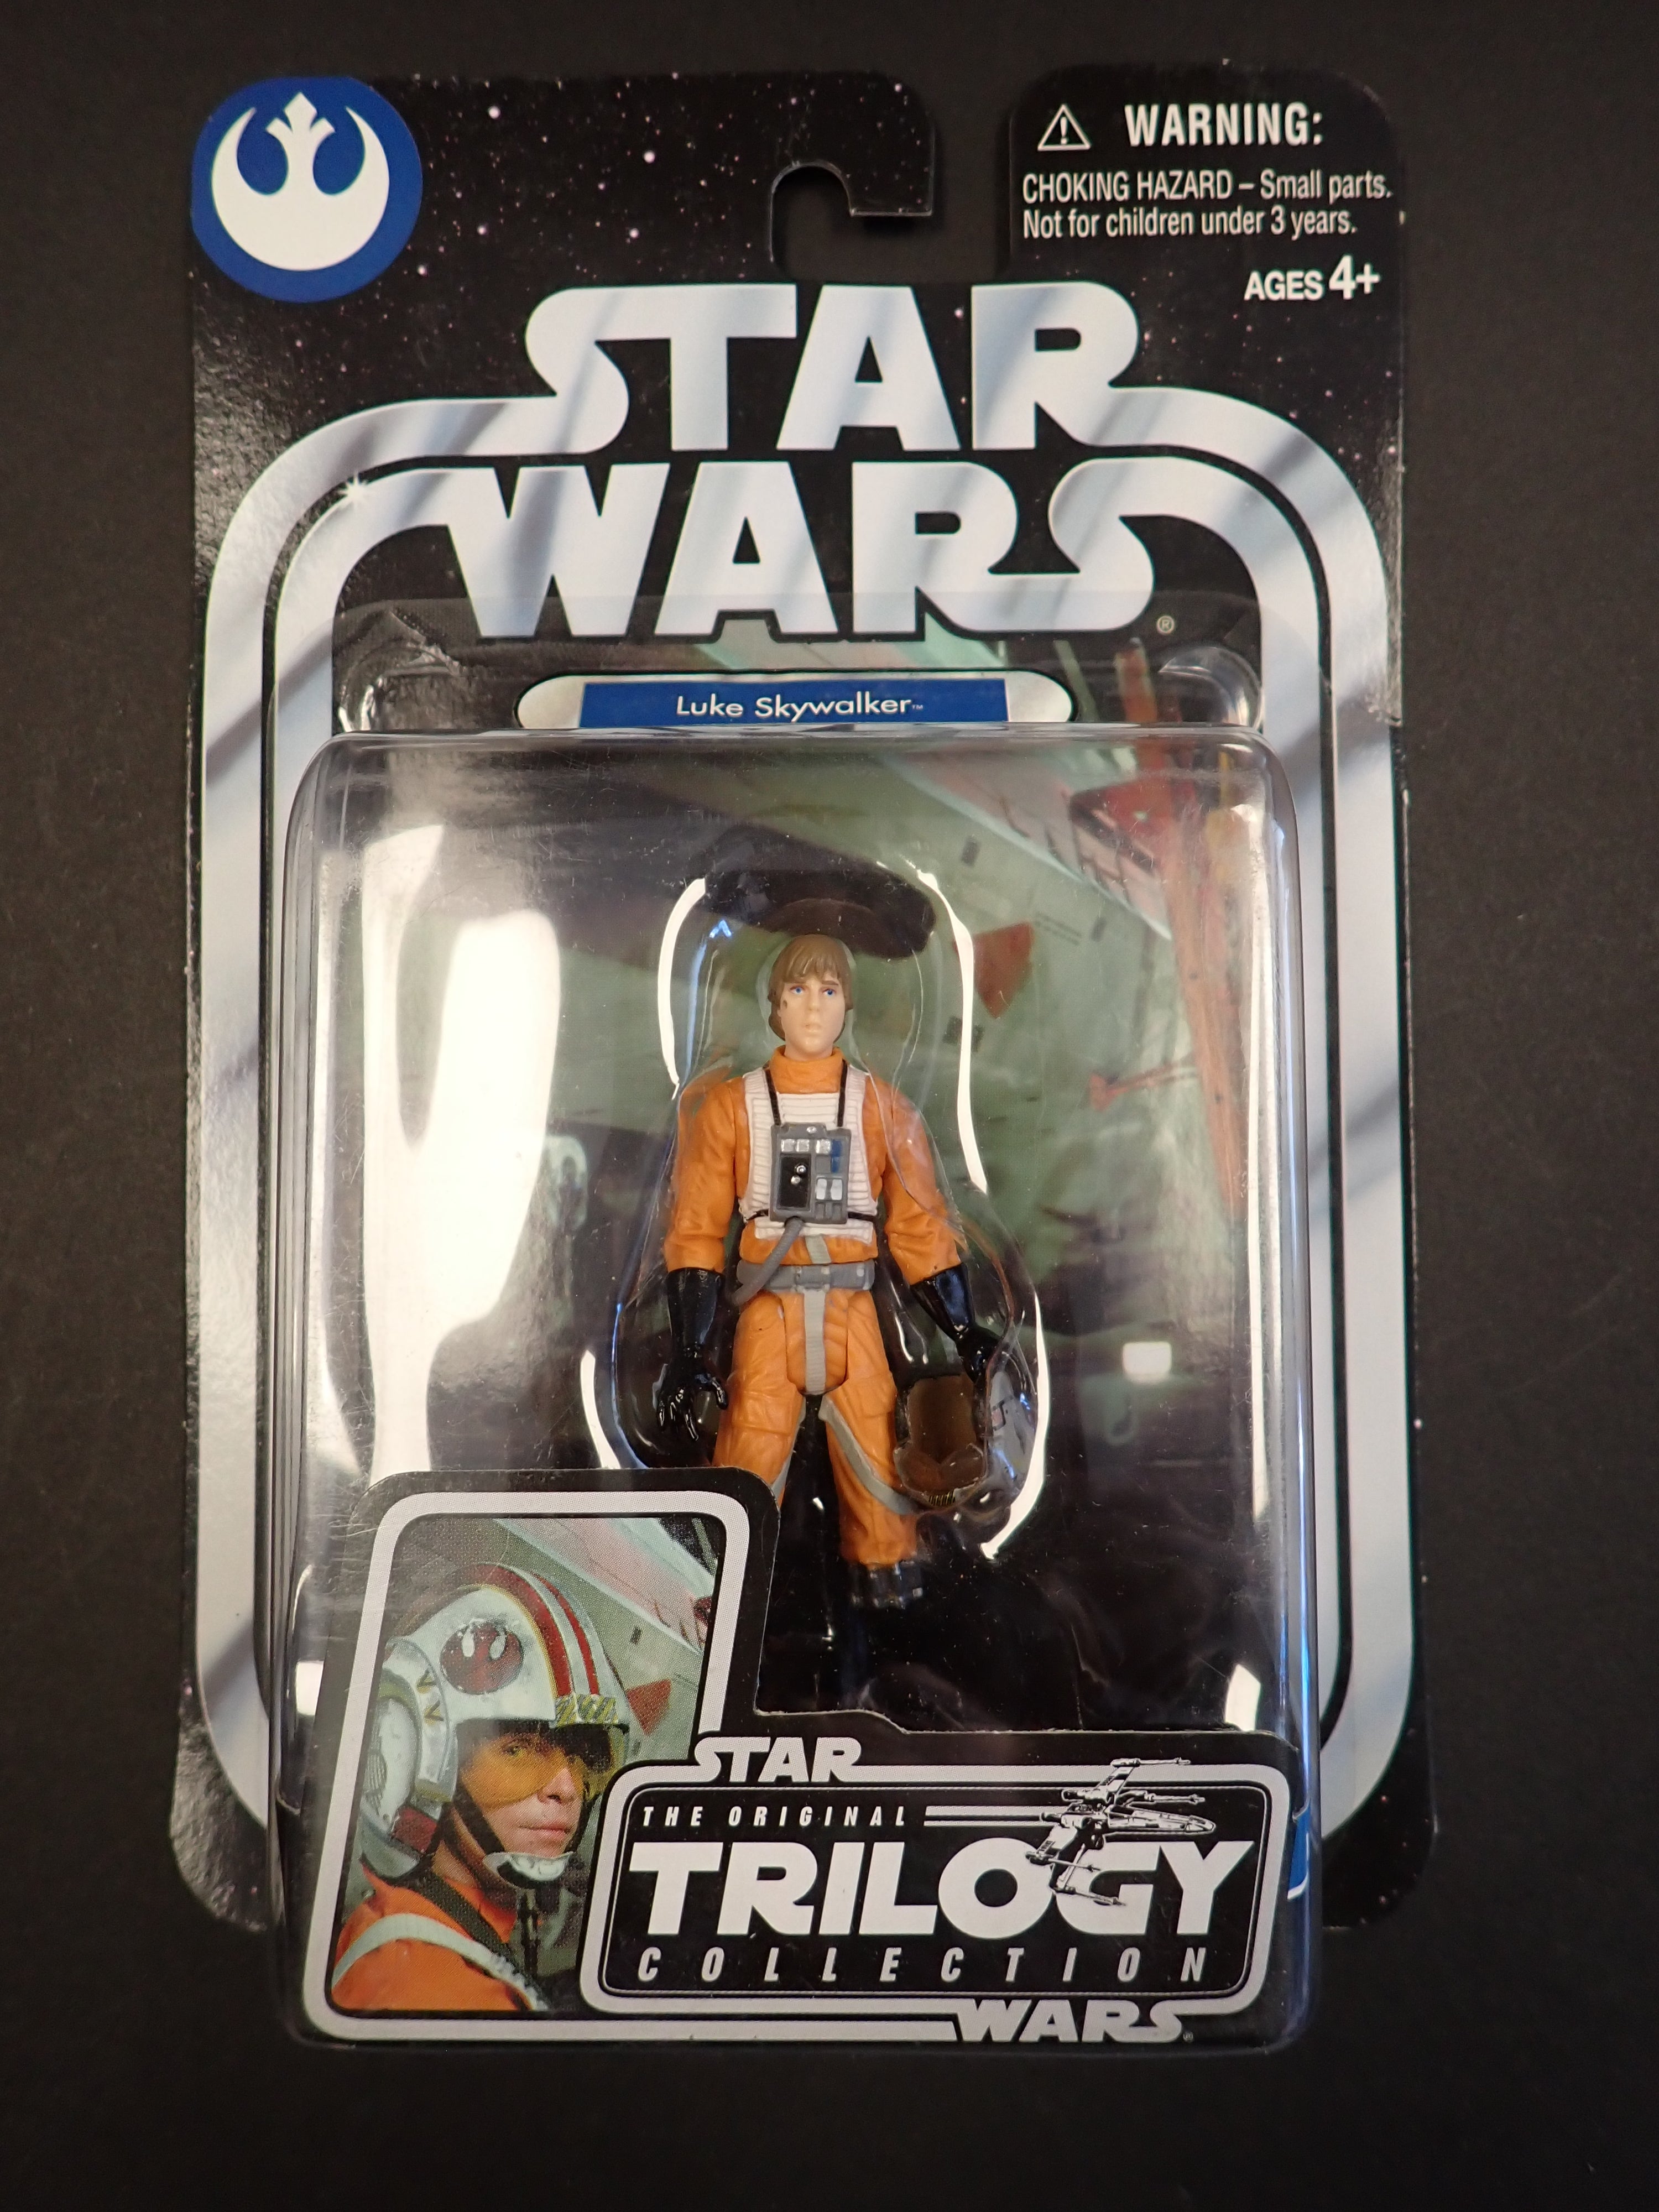 WARNING:
CHOKING HAZARD – Small parts.
Not for children under 3 years.
AGES 4+
STAR
WARS®
Luke Skywalker™
STAR
THE ORIGINAL
TRILOGY
COLLECTION
WARS®